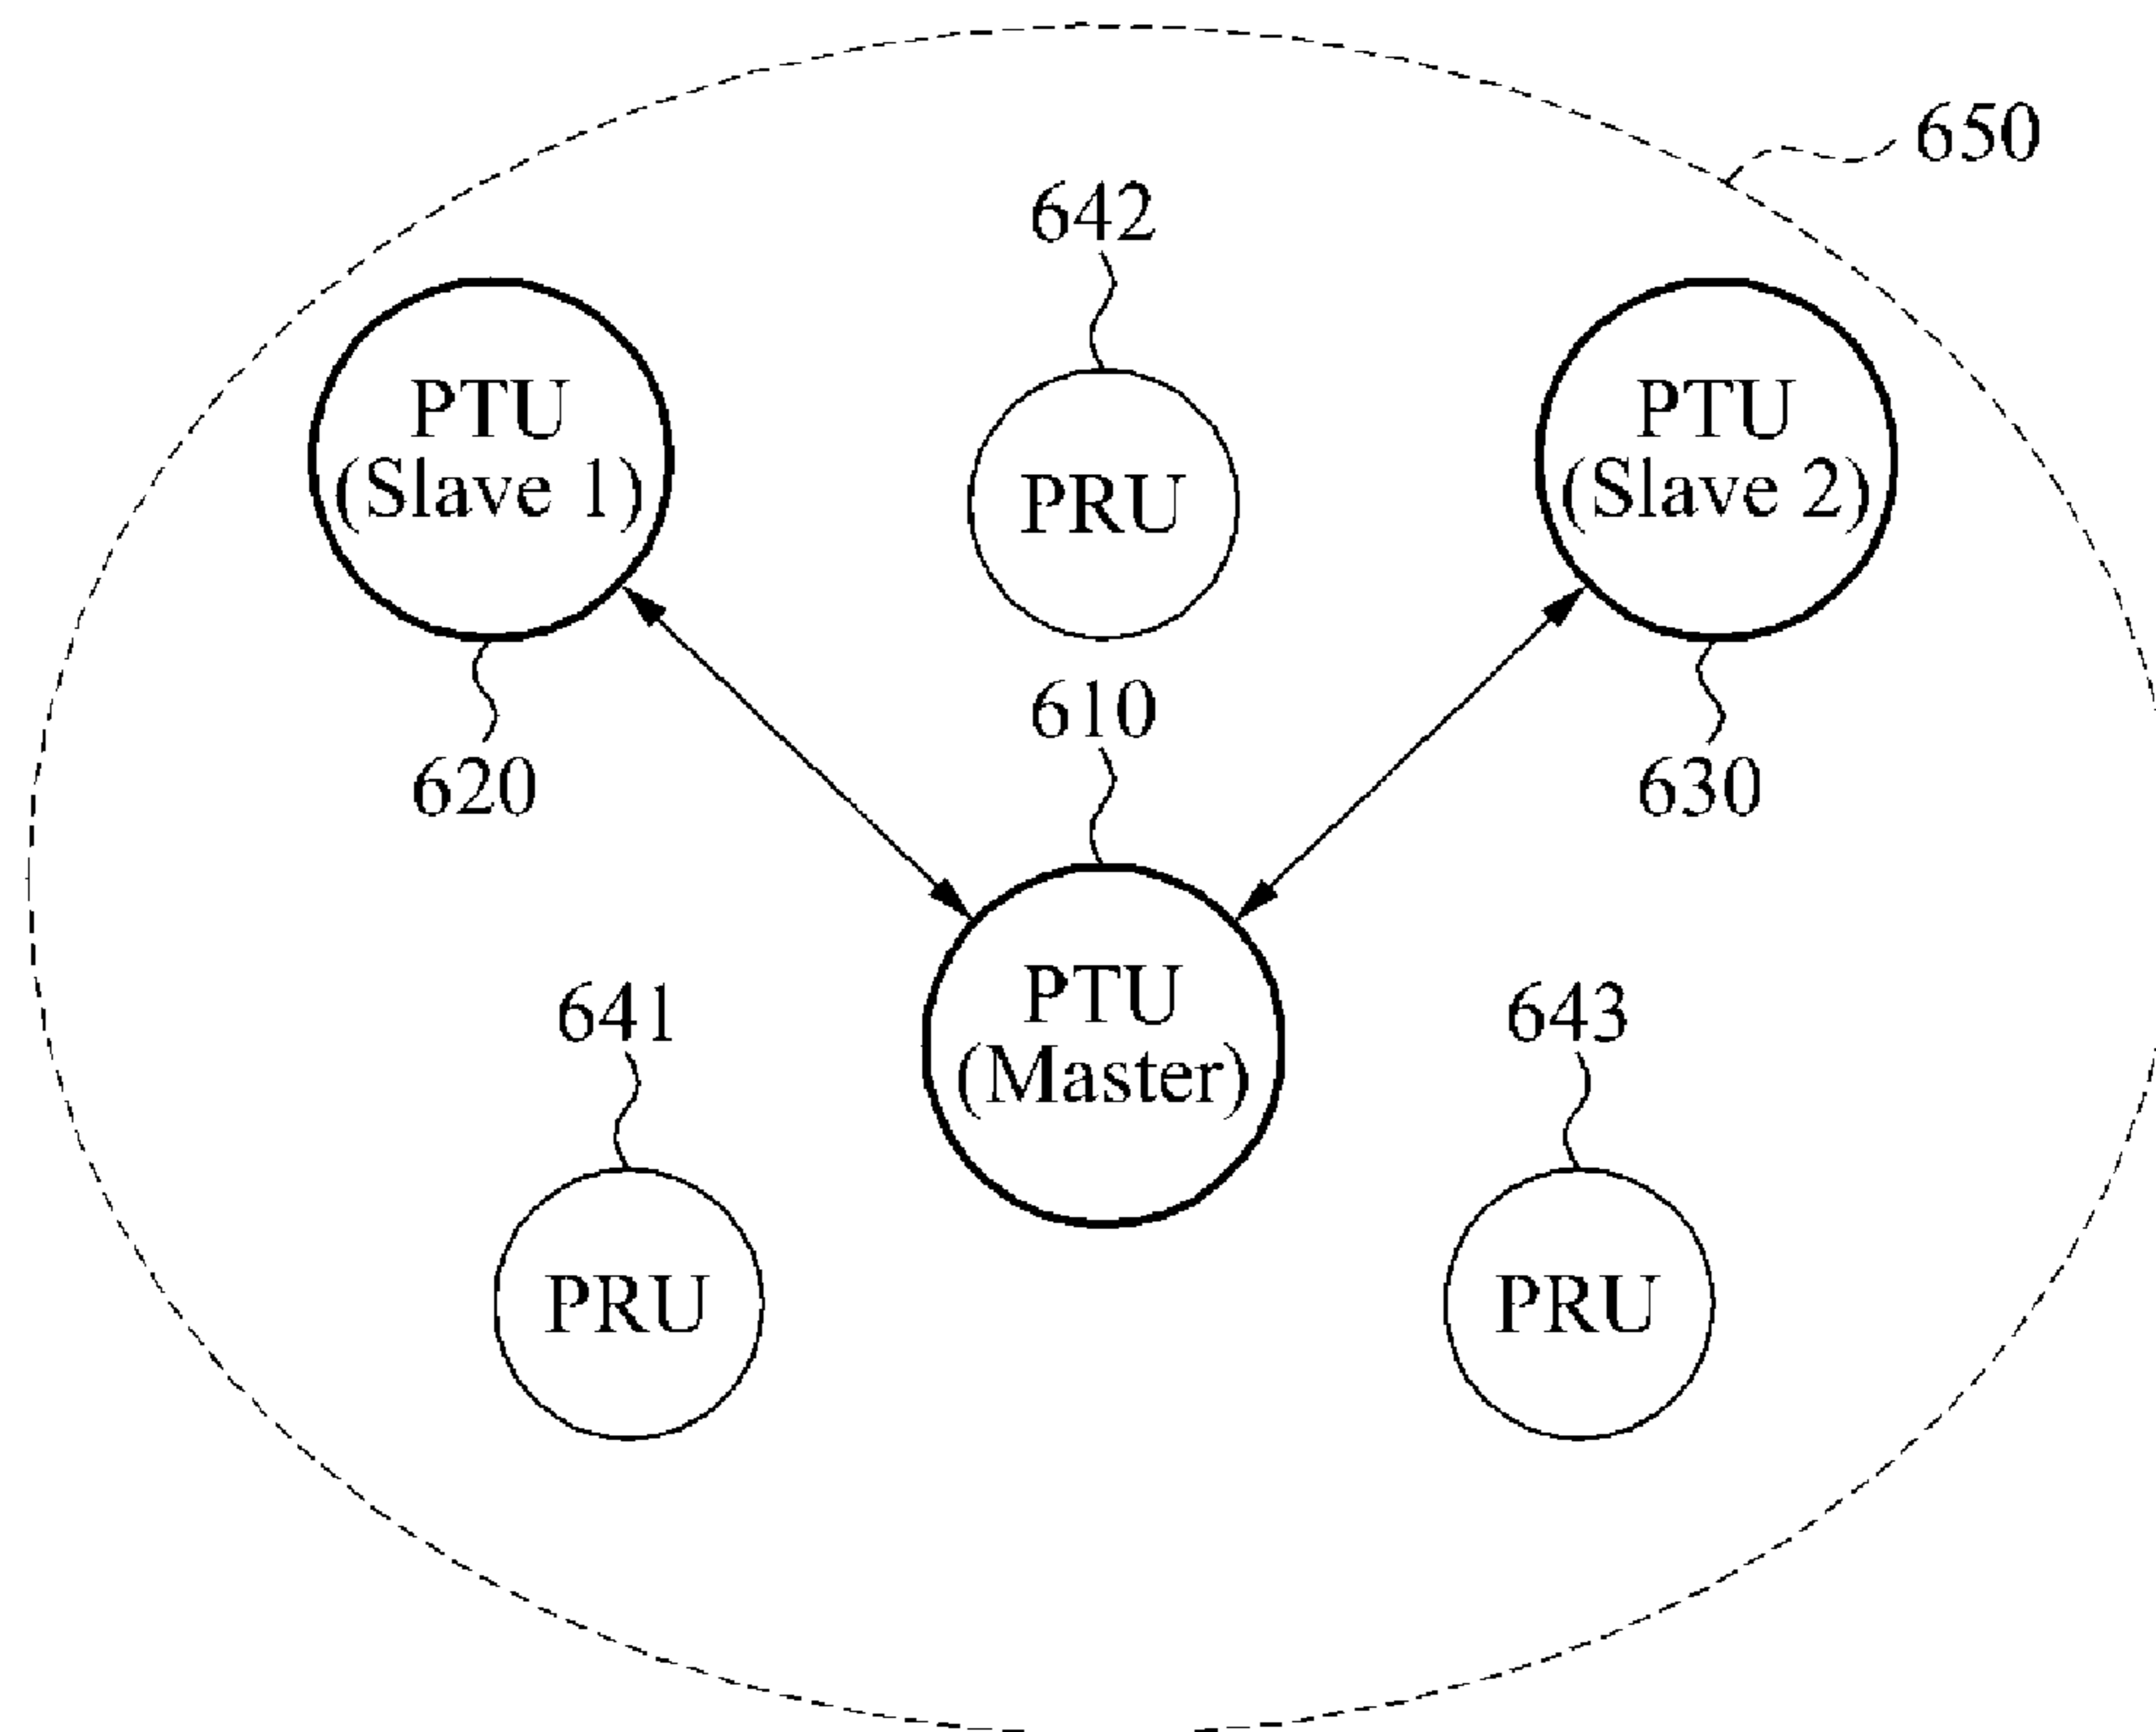 650
642
PTU
(Slave 1)
PRU
PTU
(Slave 2)
610
620
630
PTU
(Master)
641
643
PRU
PRU